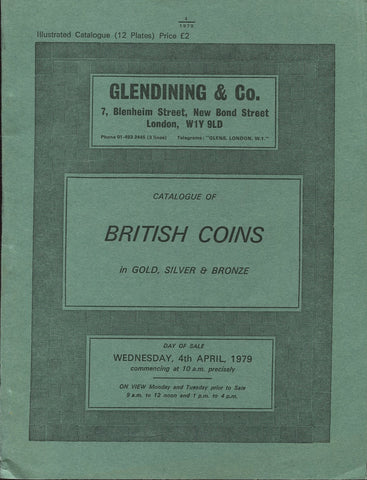 4
1979
Illustrated Catalogue (12 Plates) Price £2
GLENDINING & Co.
7, Blenheim Street, New Bond Street
London, W1Y 9LD
Phone 01-493 2445 (3 lines) Telegrams: "GLENS, LONDON, W.1"
CATALOGUE OF
BRITISH COINS
in GOLD, SILVER & BRONZE
DAY OF SALE
WEDNESDAY, 4th APRIL, 1979
commencing at 10 a.m. precisely
ON VIEW Monday and Tuesday prior to Sale
9 a.m. to 12 noon and 1 p.m. to 4 p.m.